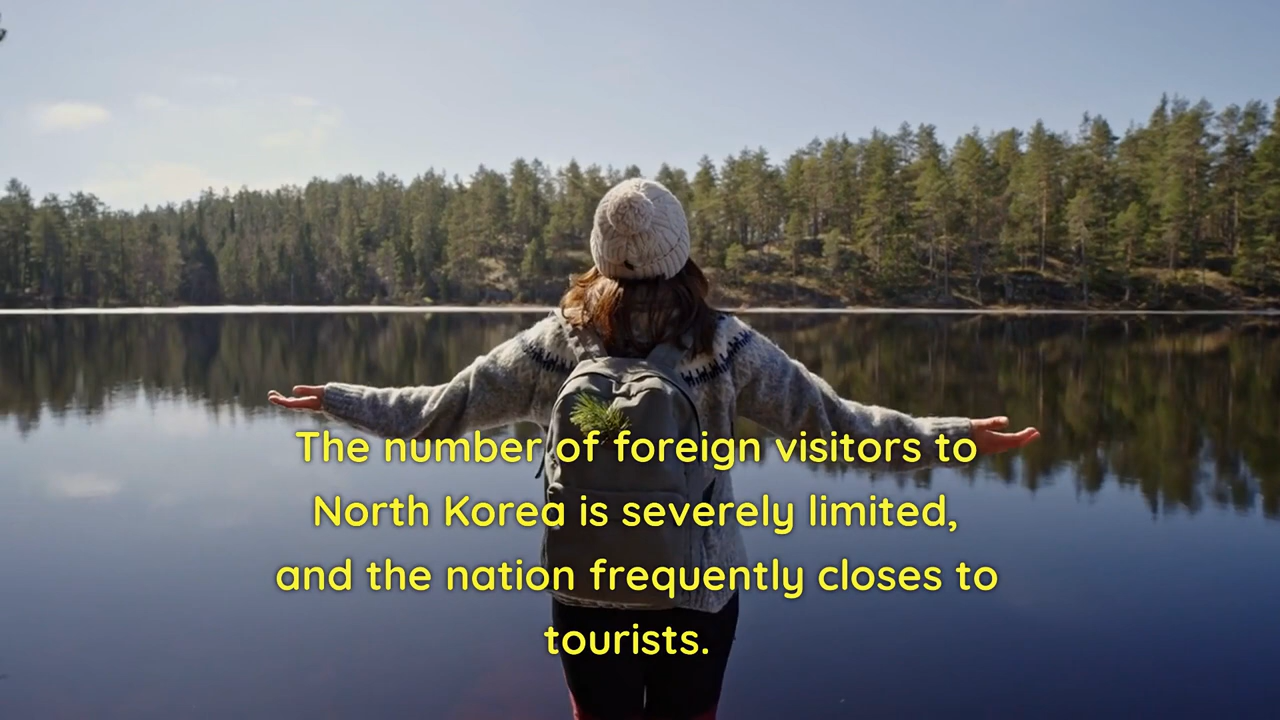 The number of foreign visitors to
North Korea is severely limited,
and the nation frequently closes to
tourists.